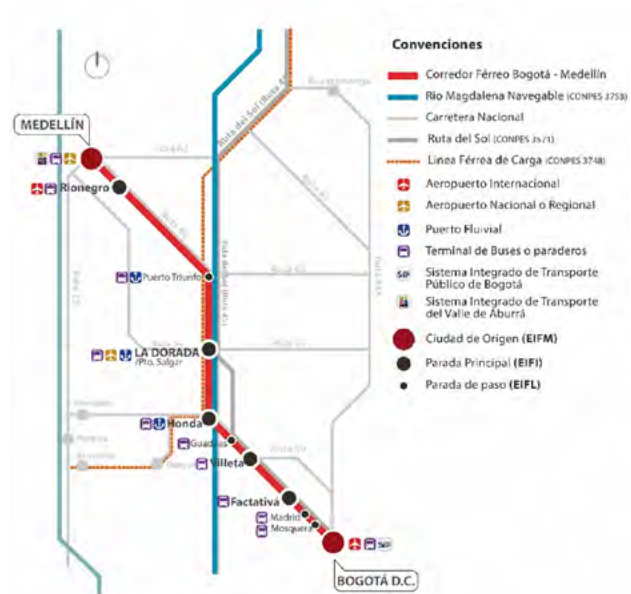 Convenciones
Corredor Férreo Bogotá - Medellín
Rio Magdalena Navegable (CONPES 3758)
Carretera Nacional
Ruta del Sol (CONPES 3571)
Linea Férrea de Carga (CONPES 3748)
Aeropuerto Internacional
Aeropuerto Nacional o Regional
Puerto Fluvial
Terminal de Buses o paraderos
Sistema Integrado de Transporte
Público de Bogotá
Sistema Integrado de Transporte
del Valle de Aburrá
Ciudad de Origen (EIFM)
Parada Principal (EIFI)
Parada de paso (EIFL)
MEDELLÍN
Rionegro
Ruta del Sol
Puerto Triunfo
LA DORADA
/Pto. Salgar
Honda
Guaduas
Villeta
Factativá
Madrid
Mosquera
BOGOTÁ D.C.